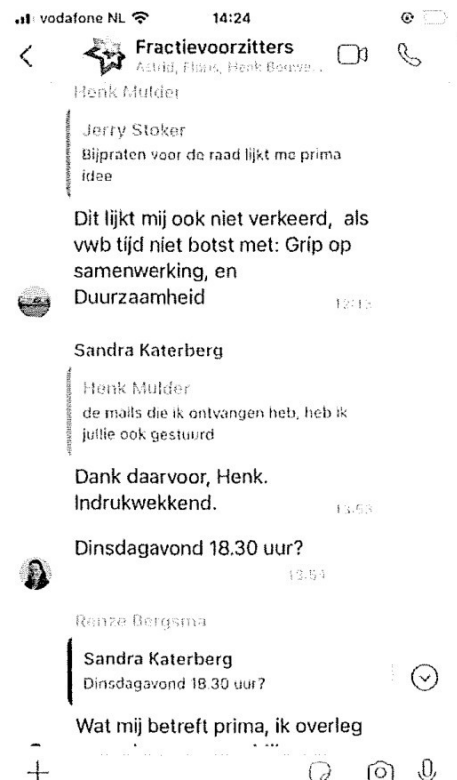 vodafone NL 14:24
Fractievoorzitters
Astrid, Floris, Henk Bouwe...
Henk Mulder
Jerry Stoker
Bijpraten voor de raad lijkt me prima
idee
Dit lijkt mij ook niet verkeerd, als
vwb tijd niet botst met: Grip op
samenwerking, en
Duurzaamheid
12:13
Sandra Katerberg
Henk Mulder
de mails die ik ontvangen heb, heb ik
jullie ook gestuurd
Dank daarvoor, Henk.
Indrukwekkend.
13:53
Dinsdagavond 18.30 uur?
13:54
Renze Bergsma
Sandra Katerberg
Dinsdagavond 18.30 uur?
Wat mij betreft prima, ik overleg